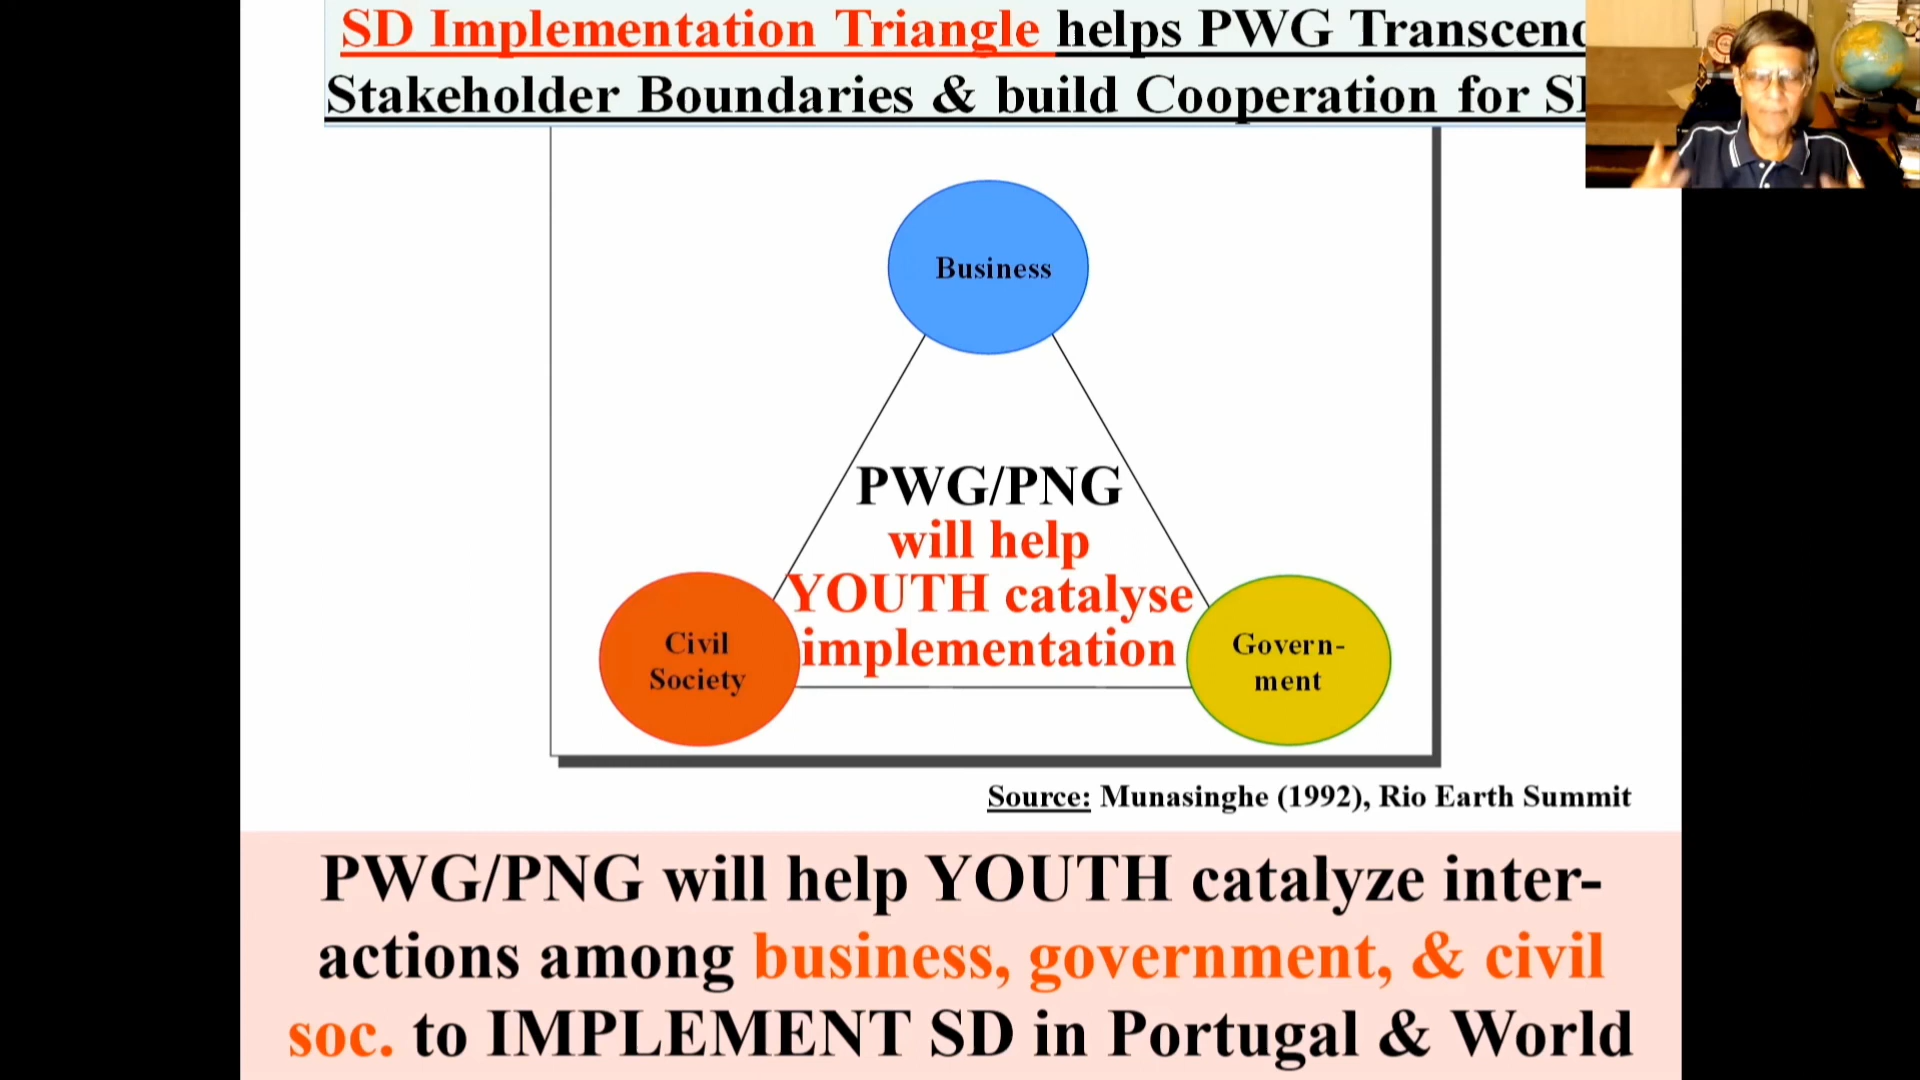 SD Implementation Triangle helps PWG Transcend
Stakeholder Boundaries & build Cooperation for
Business
PWG/PNG
will help
YOUTH catalyse
implementation
Civil
Society
Govern-
ment
Source: Munasinghe (1992), Rio Earth Summit
PWG/PNG will help YOUTH catalyze inter-
actions among business, government, & civil
soc. to IMPLEMENT SD in Portugal & World